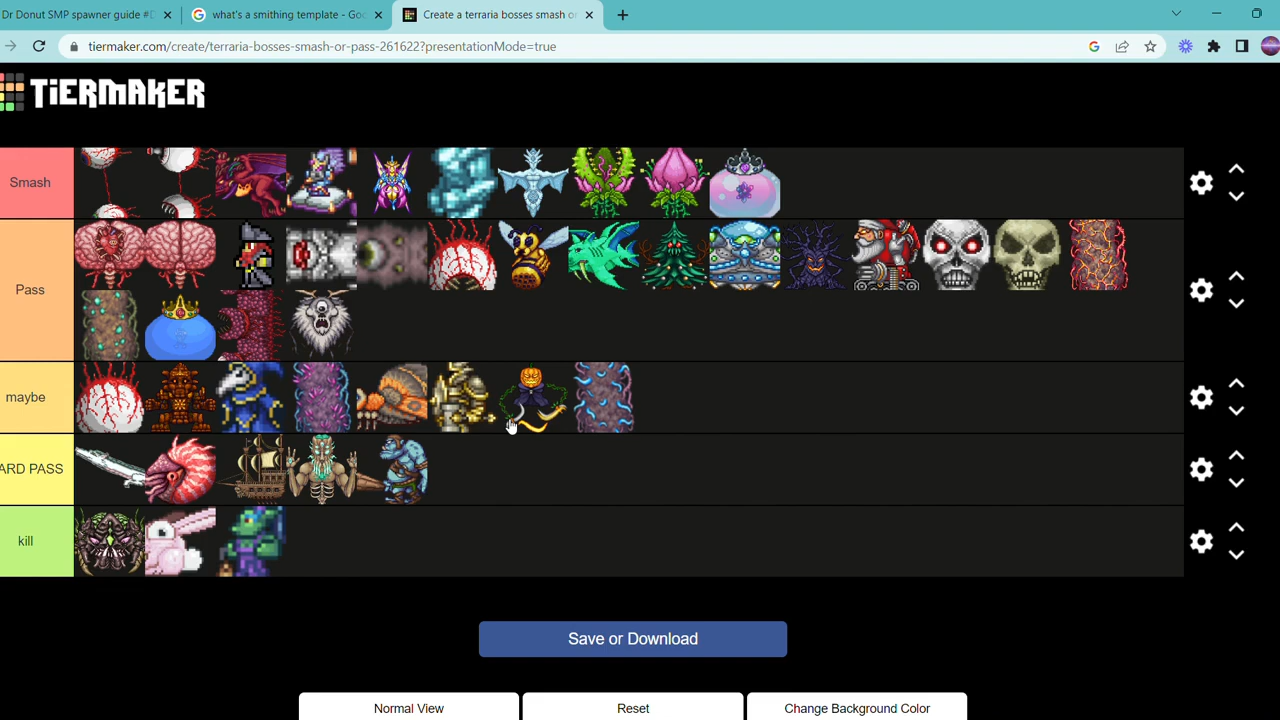 Dr Donut SMP spawner guide #D
what's a smithing template - Goo
Create a terraria bosses smash or
tiermaker.com/create/terraria-bosses-smash-or-pass-261622?presentationMode=true
TIERMAKER
Smash
Pass
maybe
ARD PASS
kill
Save or Download
Normal View
Reset
Change Background Color